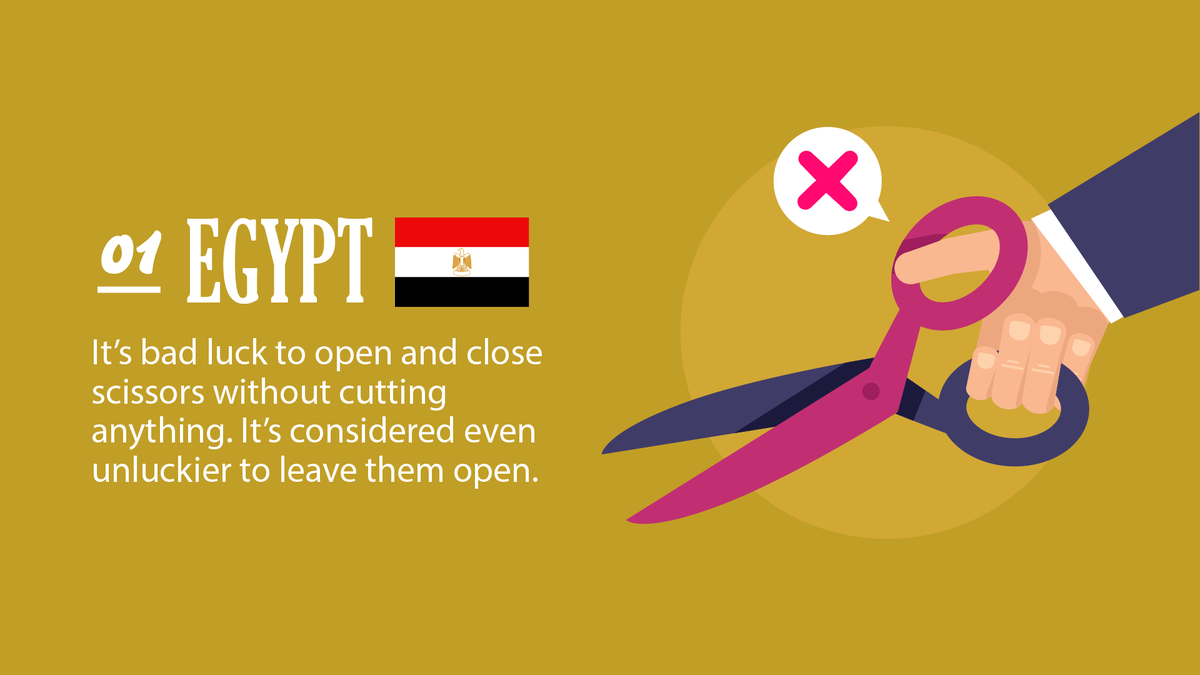 01 EGYPT
It’s bad luck to open and close
scissors without cutting
anything. It’s considered even
unluckier to leave them open.